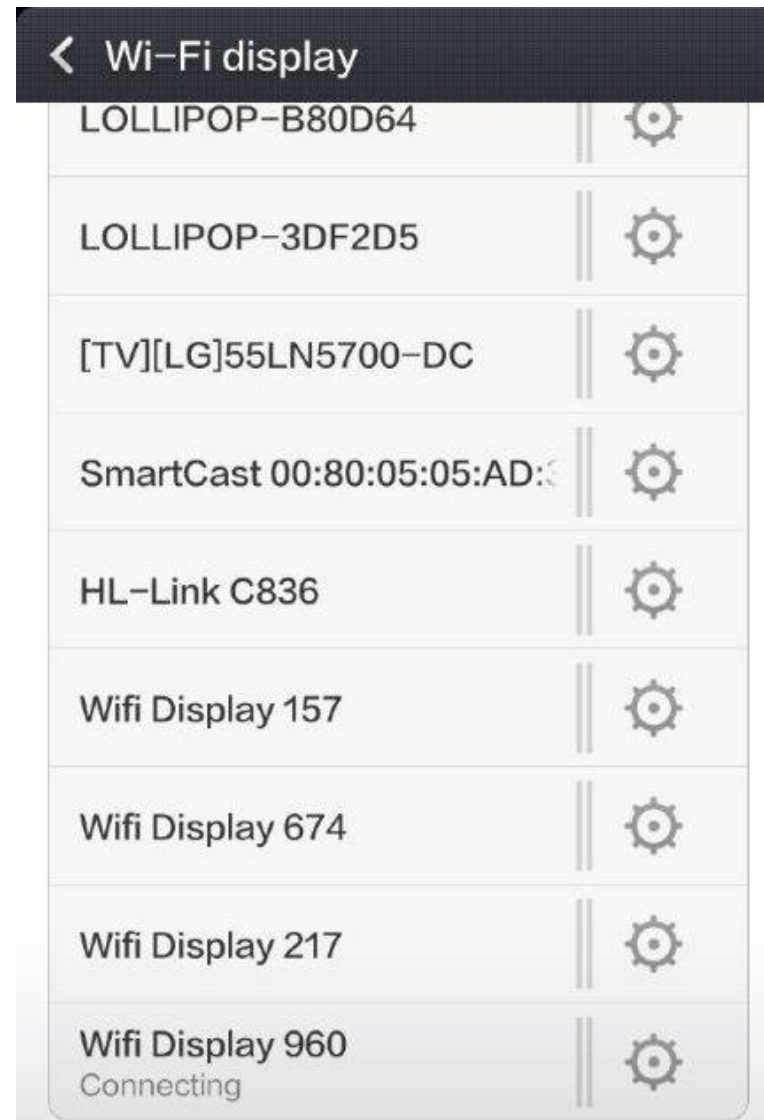 Wi-Fi display
LOLLIPOP-B80D64
LOLLIPOP-3DF2D5
[TV][LG]55LN5700-DC
SmartCast 00:80:05:05:AD:
HL-Link C836
Wifi Display 157
Wifi Display 674
Wifi Display 217
Wifi Display 960
Connecting